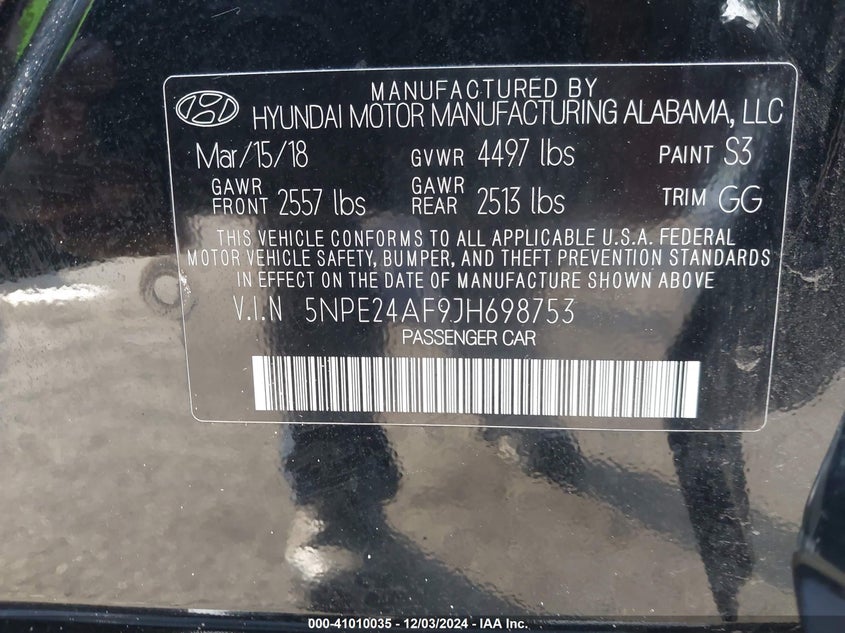 MANUFACTURED BY
HYUNDAI MOTOR MANUFACTURING ALABAMA, LLC
Mar/15/18 GVWR 4497 lbs PAINT S3
GAWR FRONT 2557 lbs GAWR REAR 2513 lbs TRIM GG
THIS VEHICLE CONFORMS TO ALL APPLICABLE U.S.A. FEDERAL
MOTOR VEHICLE SAFETY, BUMPER, AND THEFT PREVENTION STANDARDS
IN EFFECT ON THE DATE OF MANUFACTURE SHOWN ABOVE
V.I.N 5NPE24AF9JH698753
PASSENGER CAR
000-41010035 - 12/03/2024 - IAA Inc.